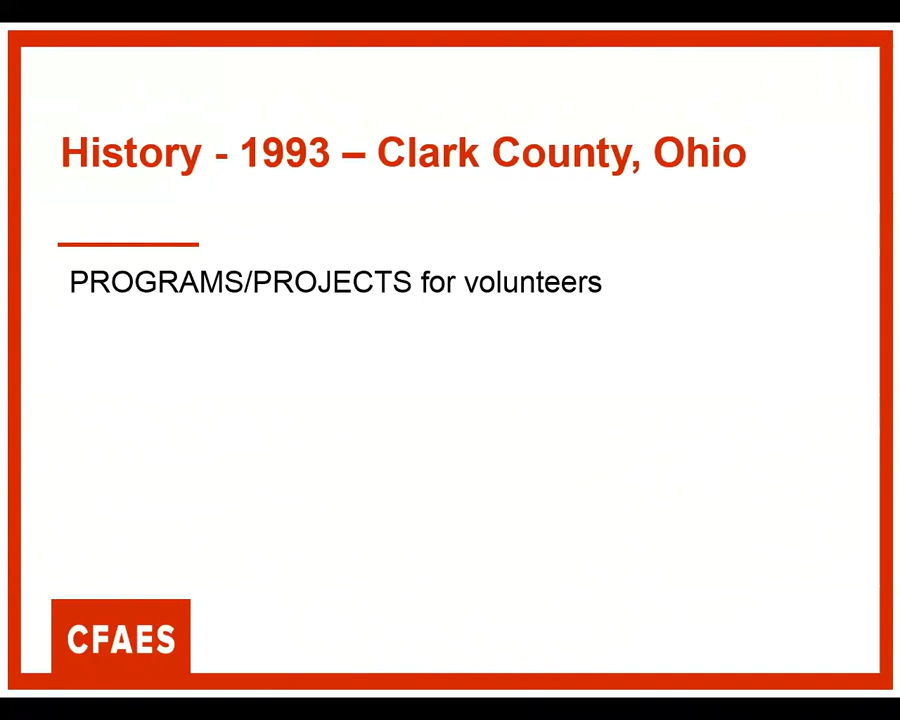 History - 1993 – Clark County, Ohio
PROGRAMS/PROJECTS for volunteers
CFAES